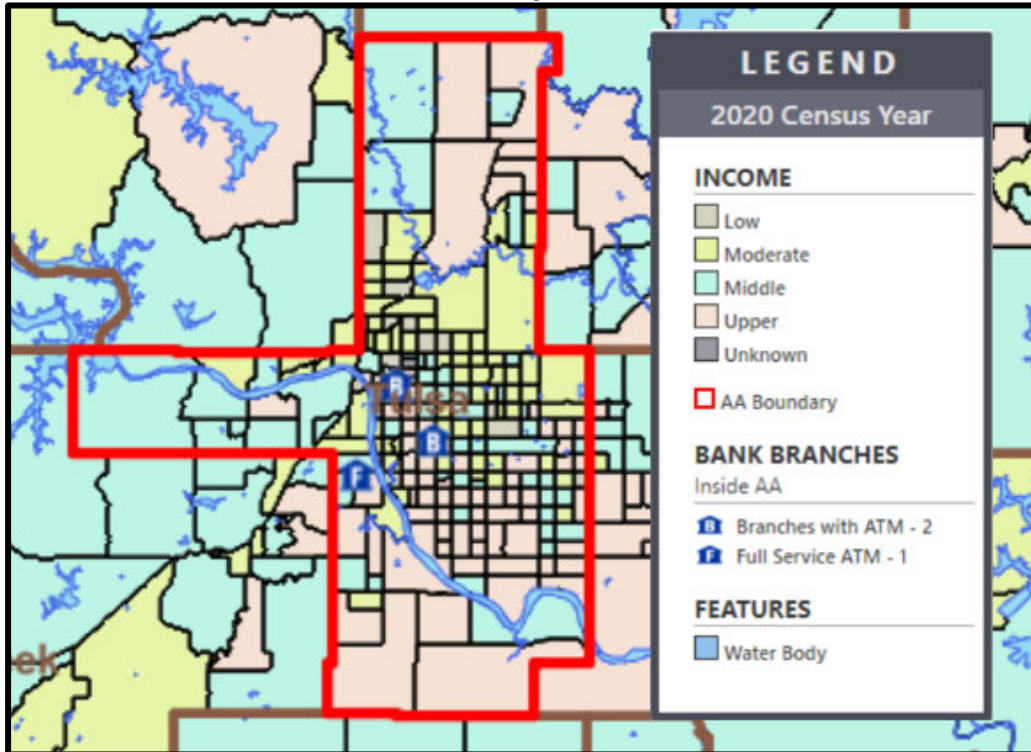 LEGEND
2020 Census Year
INCOME
Low
Moderate
Middle
Upper
Unknown
AA Boundary
BANK BRANCHES
Inside AA
B Branches with ATM - 2
F Full Service ATM - 1
FEATURES
Water Body
B
Tulsa
B
F
ek